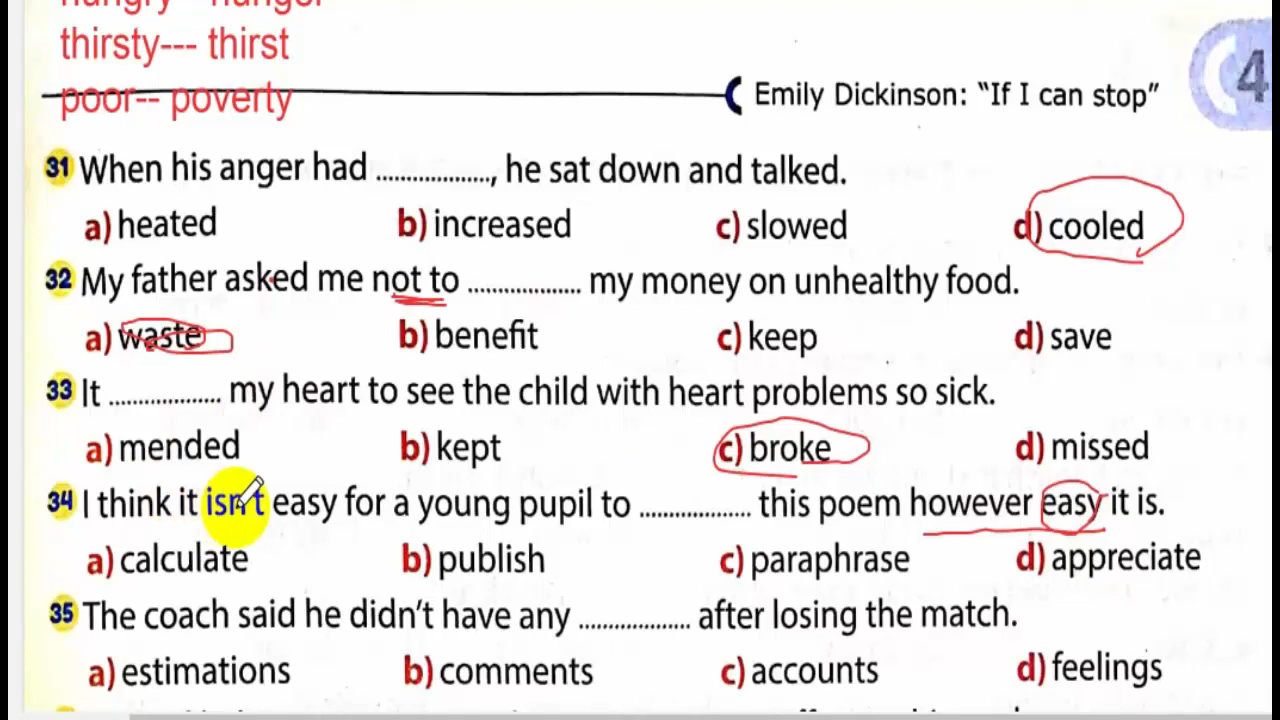 hungry-- hunger
thirsty--- thirst
poor-- poverty
Emily Dickinson: "If I can stop"
4
31 When his anger had ..................., he sat down and talked.
a) heated b) increased c) slowed d) cooled
32 My father asked me not to ................... my money on unhealthy food.
a) waste b) benefit c) keep d) save
33 It ................... my heart to see the child with heart problems so sick.
a) mended b) kept c) broke d) missed
34 I think it isn't easy for a young pupil to ................... this poem however easy it is.
a) calculate b) publish c) paraphrase d) appreciate
35 The coach said he didn't have any ................... after losing the match.
a) estimations b) comments c) accounts d) feelings